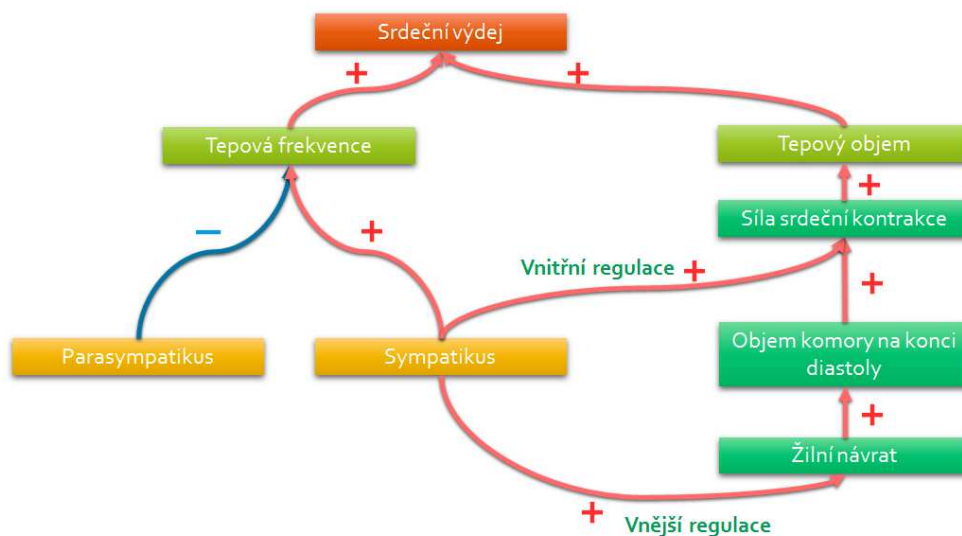 Srdeční výdej
+
+
Tepová frekvence
Tepový objem
+
Síla srdeční kontrakce
−
+
Vnitřní regulace +
+
Parasympatikus
Sympatikus
Objem komory na konci
diastoly
+
Žilní návrat
+
Vnější regulace